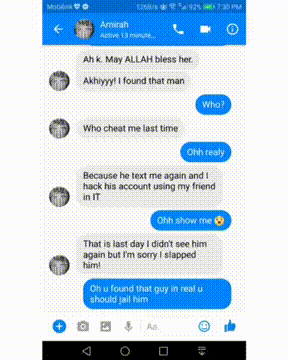 Mobilink
126B/s
92%
7:30 PM
Amirah
Active 13 minute...
Ah k. May ALLAH bless her.
Akhiyyy! I found that man
Who?
Who cheat me last time
Ohh realy
Because he text me again and I
hack his account using my friend
in IT
Ohh show me 😮
That is last day I didn't see him
again but I'm sorry I slapped
him!
Oh u found that guy in real u
should jail him
Aa